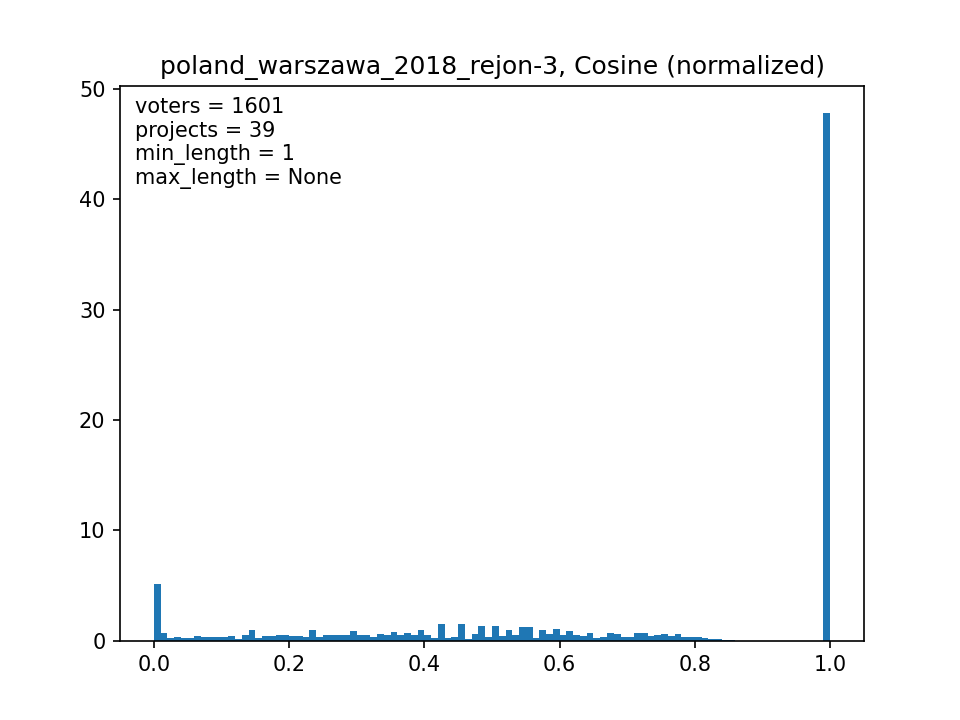 poland_warszawa_2018_rejon-3, Cosine (normalized)
voters = 1601
projects = 39
min_length = 1
max_length = None
50
40
30
20
10
0
0.0 0.2 0.4 0.6 0.8 1.0